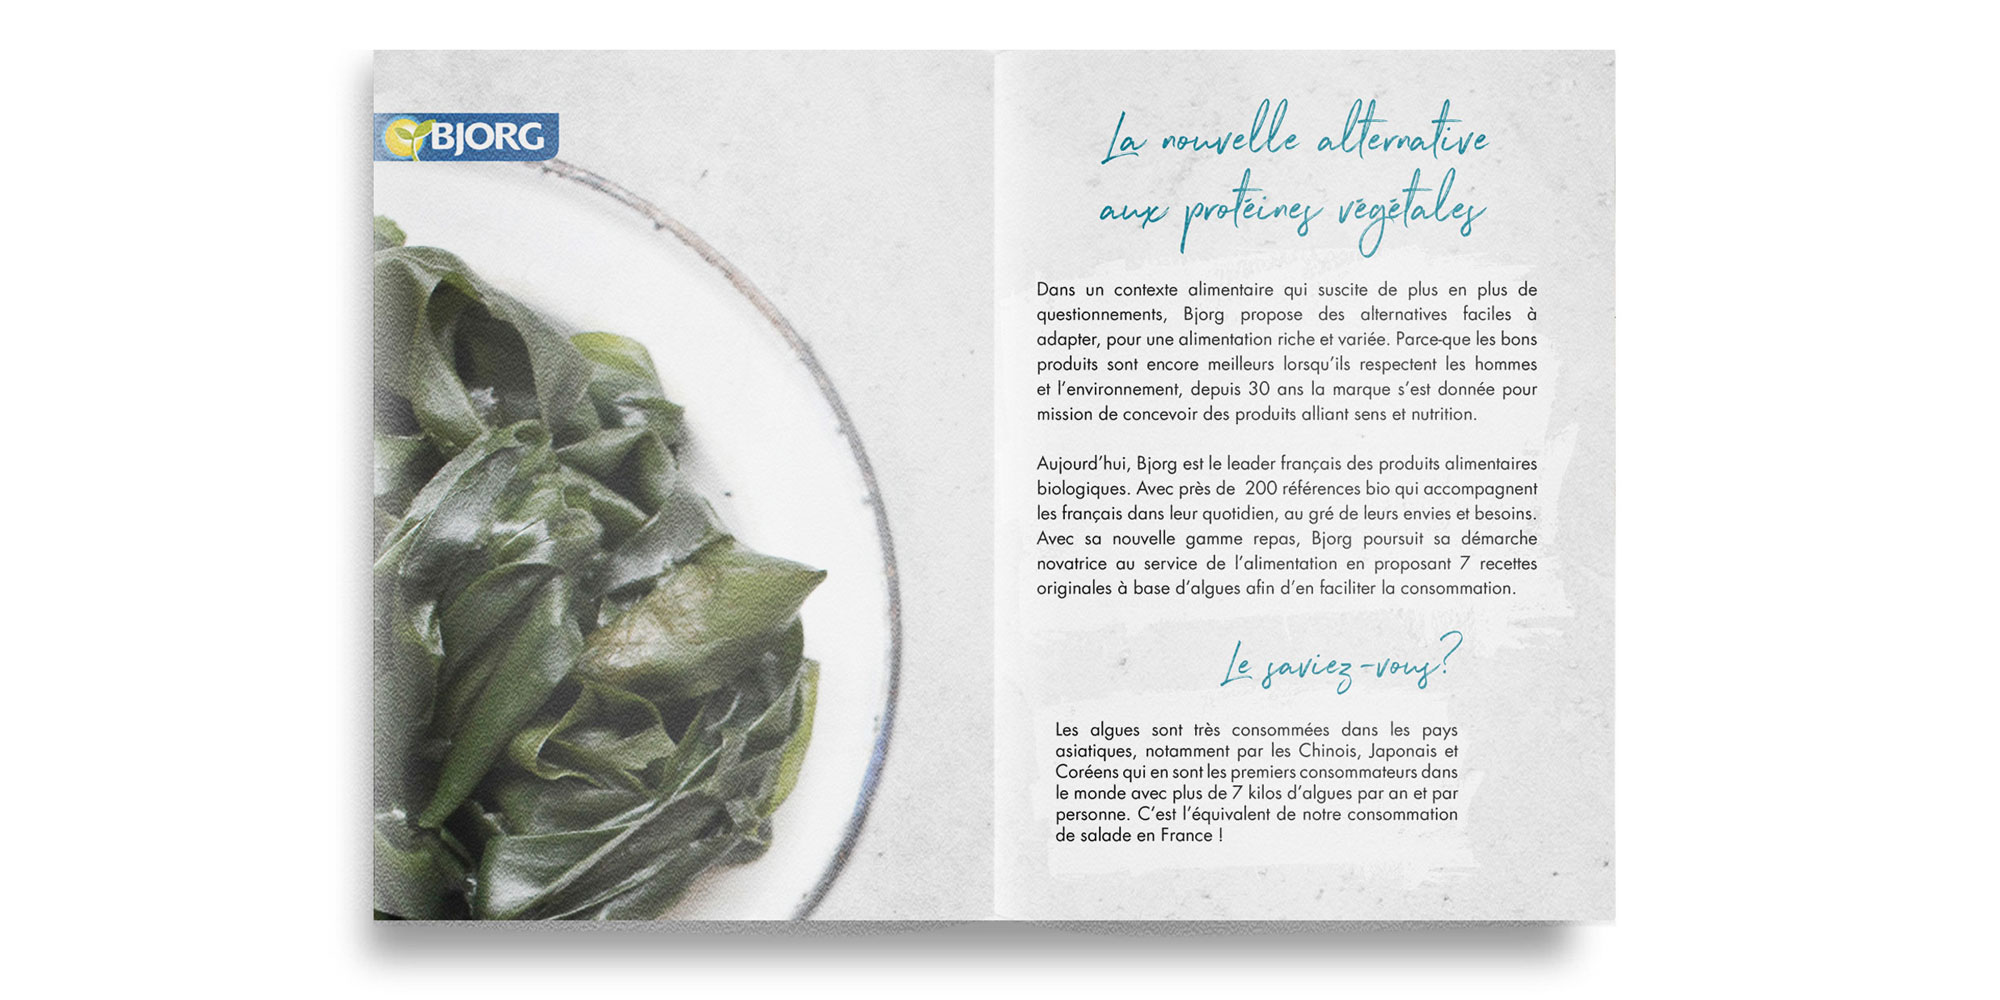 BJORG
La nouvelle alternative
aux protéines végétales
Dans un contexte alimentaire qui suscite de plus en plus de
questionnements, Bjorg propose des alternatives faciles à
adapter, pour une alimentation riche et variée. Parce-que les bons
produits sont encore meilleurs lorsqu'ils respectent les hommes
et l'environnement, depuis 30 ans la marque s'est donnée pour
mission de concevoir des produits alliant sens et nutrition.
Aujourd'hui, Bjorg est le leader français des produits alimentaires
biologiques. Avec près de 200 références bio qui accompagnent
les français dans leur quotidien, au gré de leurs envies et besoins.
Avec sa nouvelle gamme repas, Bjorg poursuit sa démarche
novatrice au service de l'alimentation en proposant 7 recettes
originales à base d'algues afin d'en faciliter la consommation.
Le saviez-vous?
Les algues sont très consommées dans les pays
asiatiques, notamment par les Chinois, Japonais et
Coréens qui en sont les premiers consommateurs dans
le monde avec plus de 7 kilos d'algues par an et par
personne. C'est l'équivalent de notre consommation
de salade en France !